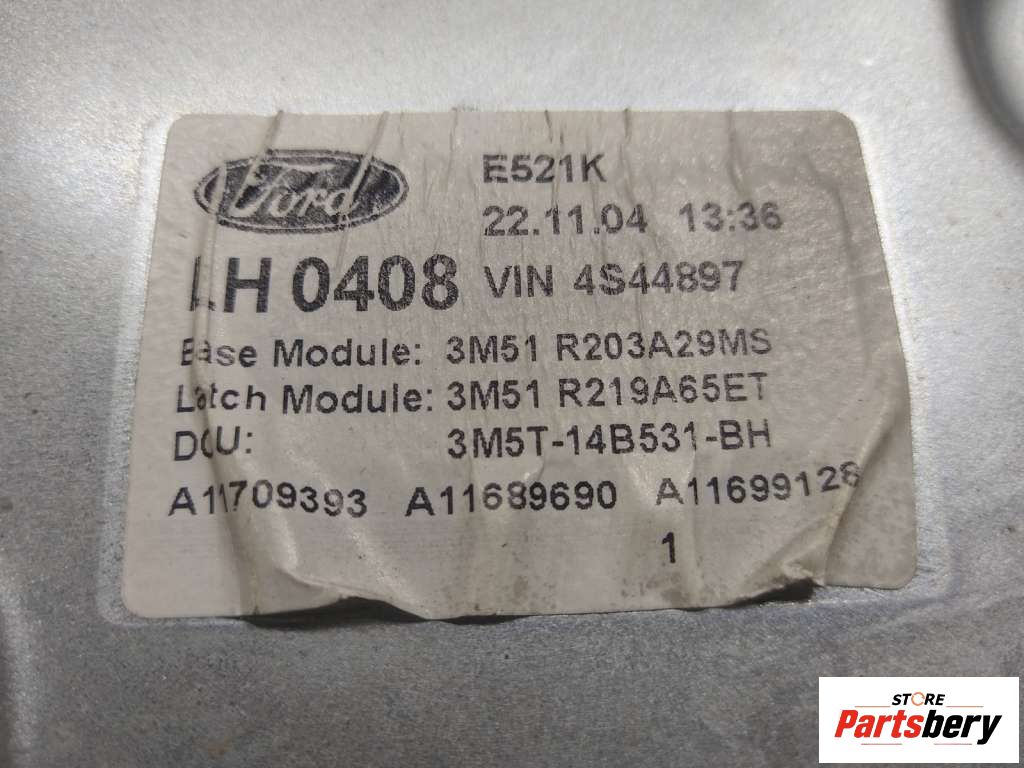 Ford
E521K
22.11.04 13:36
LH 0408 VIN 4S44897
Base Module: 3M51 R203A29MS
Latch Module: 3M51 R219A65ET
DCU: 3M5T-14B531-BH
A11709393 A11689690 A11699128
1
STORE
Partsbery